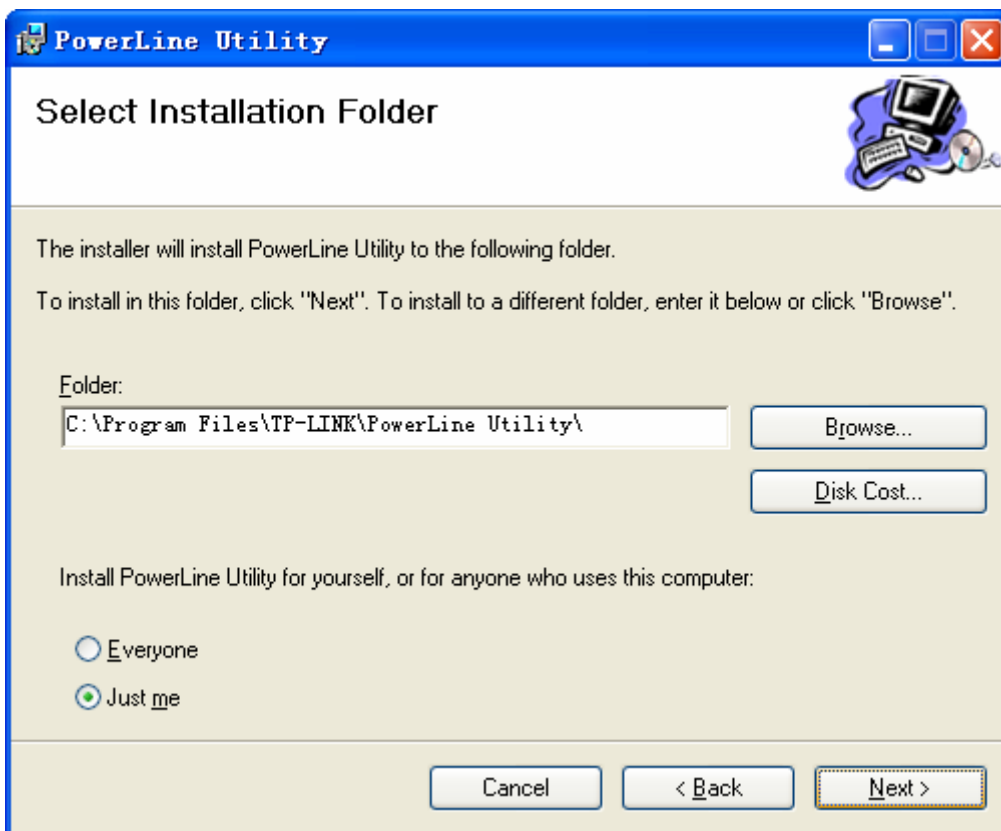 PowerLine Utility
Select Installation Folder
The installer will install PowerLine Utility to the following folder.
To install in this folder, click "Next". To install to a different folder, enter it below or click "Browse".
Folder:
C:\Program Files\TP-LINK\PowerLine Utility\
Browse...
Disk Cost...
Install PowerLine Utility for yourself, or for anyone who uses this computer:
Everyone
Just me
Cancel
< Back
Next >